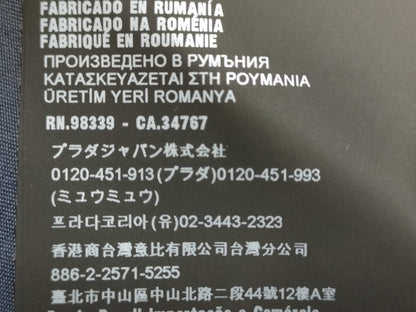 FABRICADO EN RUMANÍA
FABRICADO NA ROMÉNIA
FABRIQUÉ EN ROUMANIE
ПРОИЗВЕДЕНО В РУМЪНИЯ
ΚΑΤΑΣΚΕΥΑΖΕΤΑΙ ΣΤΗ ΡΟΥΜΑΝΙΑ
ÜRETİM YERİ ROMANYA
RN.98339 - CA.34767
プラダジャパン株式会社
0120-451-913(プラダ)0120-451-993
(ミュウミュウ)
프라다코리아(유)02-3443-2323
香港商台灣意比有限公司台灣分公司
886-2-2571-5255
臺北市中山區中山北路二段44號12樓A室